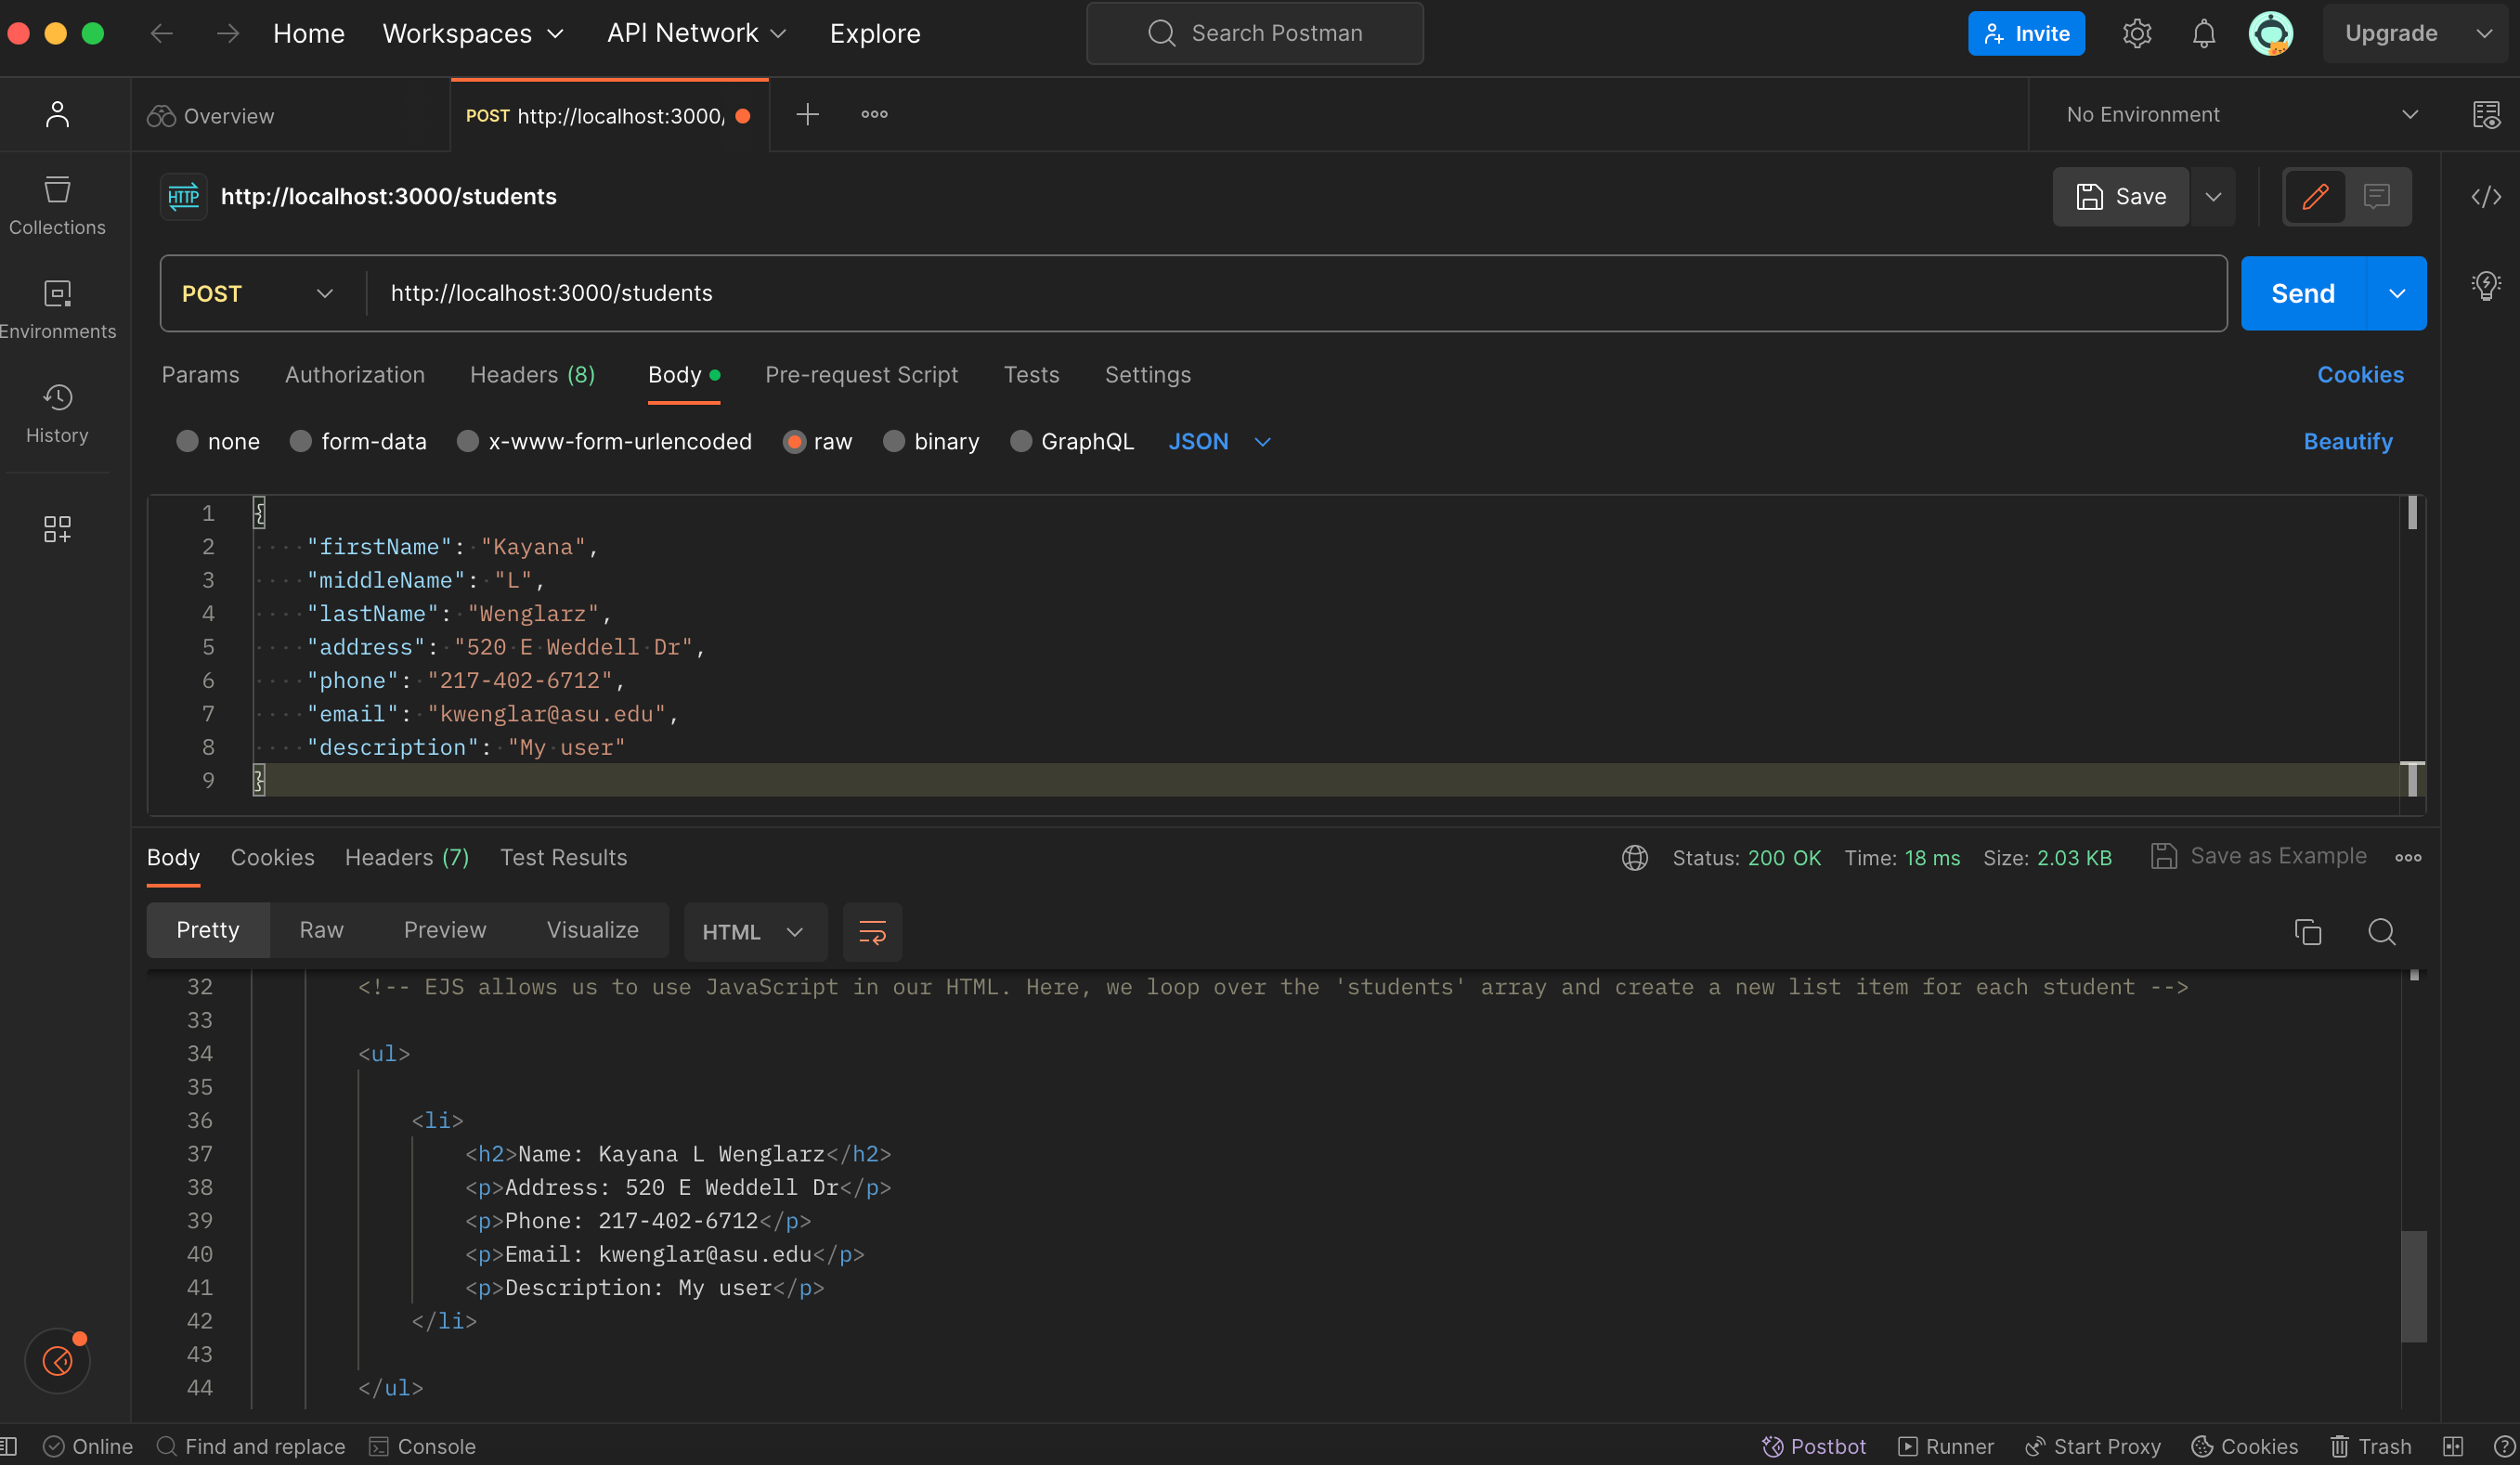 Home Workspaces API Network Explore Search Postman Invite Upgrade
Overview POST http://localhost:3000, No Environment
HTTP http://localhost:3000/students Save
Collections
POST http://localhost:3000/students Send
Environments
Params Authorization Headers (8) Body Pre-request Script Tests Settings Cookies
History
none form-data x-www-form-urlencoded raw binary GraphQL JSON Beautify
1 {
2 "firstName": "Kayana",
3 "middleName": "L",
4 "lastName": "Wenglarz",
5 "address": "520 E Weddell Dr",
6 "phone": "217-402-6712",
7 "email": "kwenglar@asu.edu",
8 "description": "My user"
9 }
Body Cookies Headers (7) Test Results Status: 200 OK Time: 18 ms Size: 2.03 KB Save as Example
Pretty Raw Preview Visualize HTML
32 <!-- EJS allows us to use JavaScript in our HTML. Here, we loop over the 'students' array and create a new list item for each student -->
33
34 <ul>
35
36 <li>
37 <h2>Name: Kayana L Wenglarz</h2>
38 <p>Address: 520 E Weddell Dr</p>
39 <p>Phone: 217-402-6712</p>
40 <p>Email: kwenglar@asu.edu</p>
41 <p>Description: My user</p>
42 </li>
43
44 </ul>
Online Find and replace Console Postbot Runner Start Proxy Cookies Trash